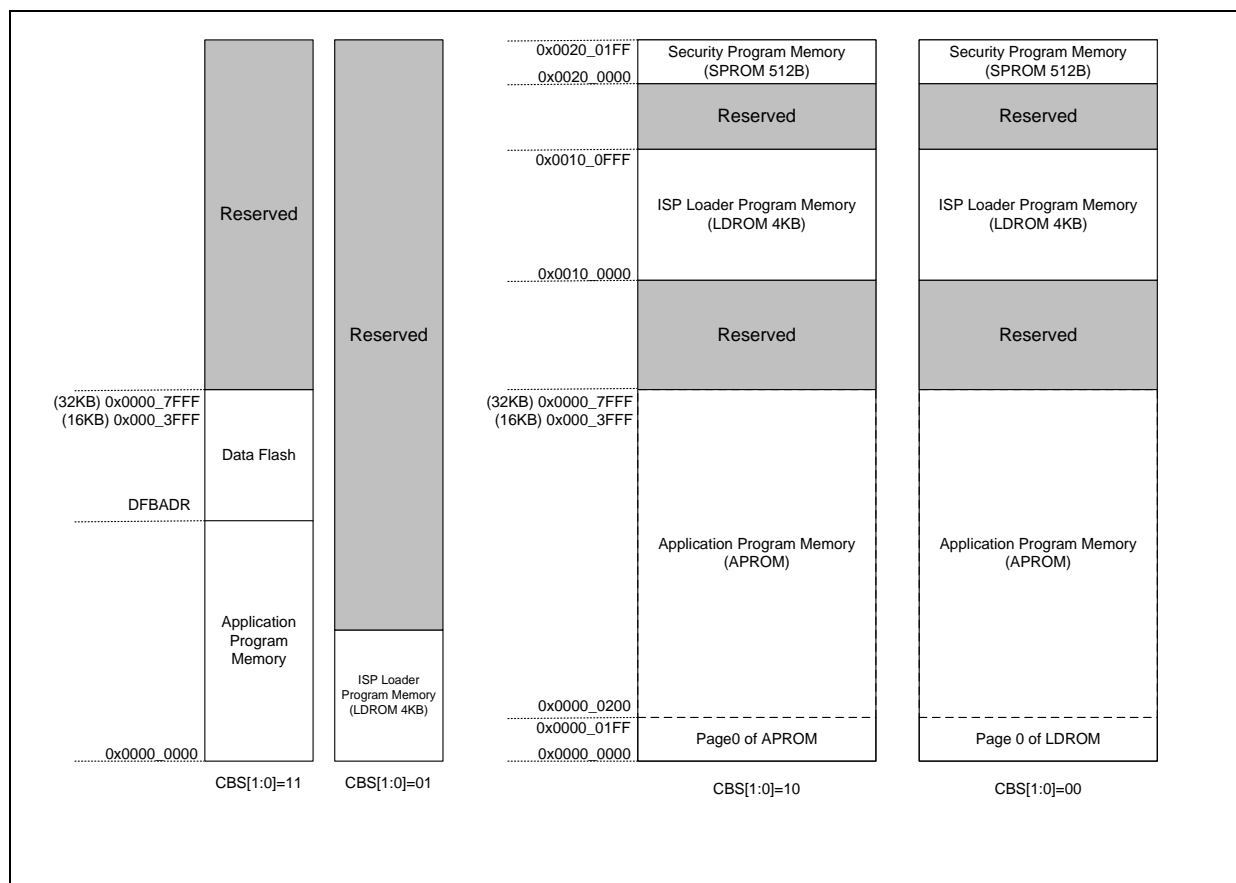 Reserved
(32KB) 0x0000_7FFF
(16KB) 0x000_3FFF
Data Flash
DFBADR
Application
Program
Memory
0x0000_0000
CBS[1:0]=11
Reserved
ISP Loader
Program Memory
(LDROM 4KB)
CBS[1:0]=01
0x0020_01FF
0x0020_0000
0x0010_0FFF
0x0010_0000
(32KB) 0x0000_7FFF
(16KB) 0x000_3FFF
0x0000_0200
0x0000_01FF
0x0000_0000
Security Program Memory
(SPROM 512B)
Reserved
ISP Loader Program Memory
(LDROM 4KB)
Reserved
Application Program Memory
(APROM)
Page0 of APROM
CBS[1:0]=10
Security Program Memory
(SPROM 512B)
Reserved
ISP Loader Program Memory
(LDROM 4KB)
Reserved
Application Program Memory
(APROM)
Page 0 of LDROM
CBS[1:0]=00